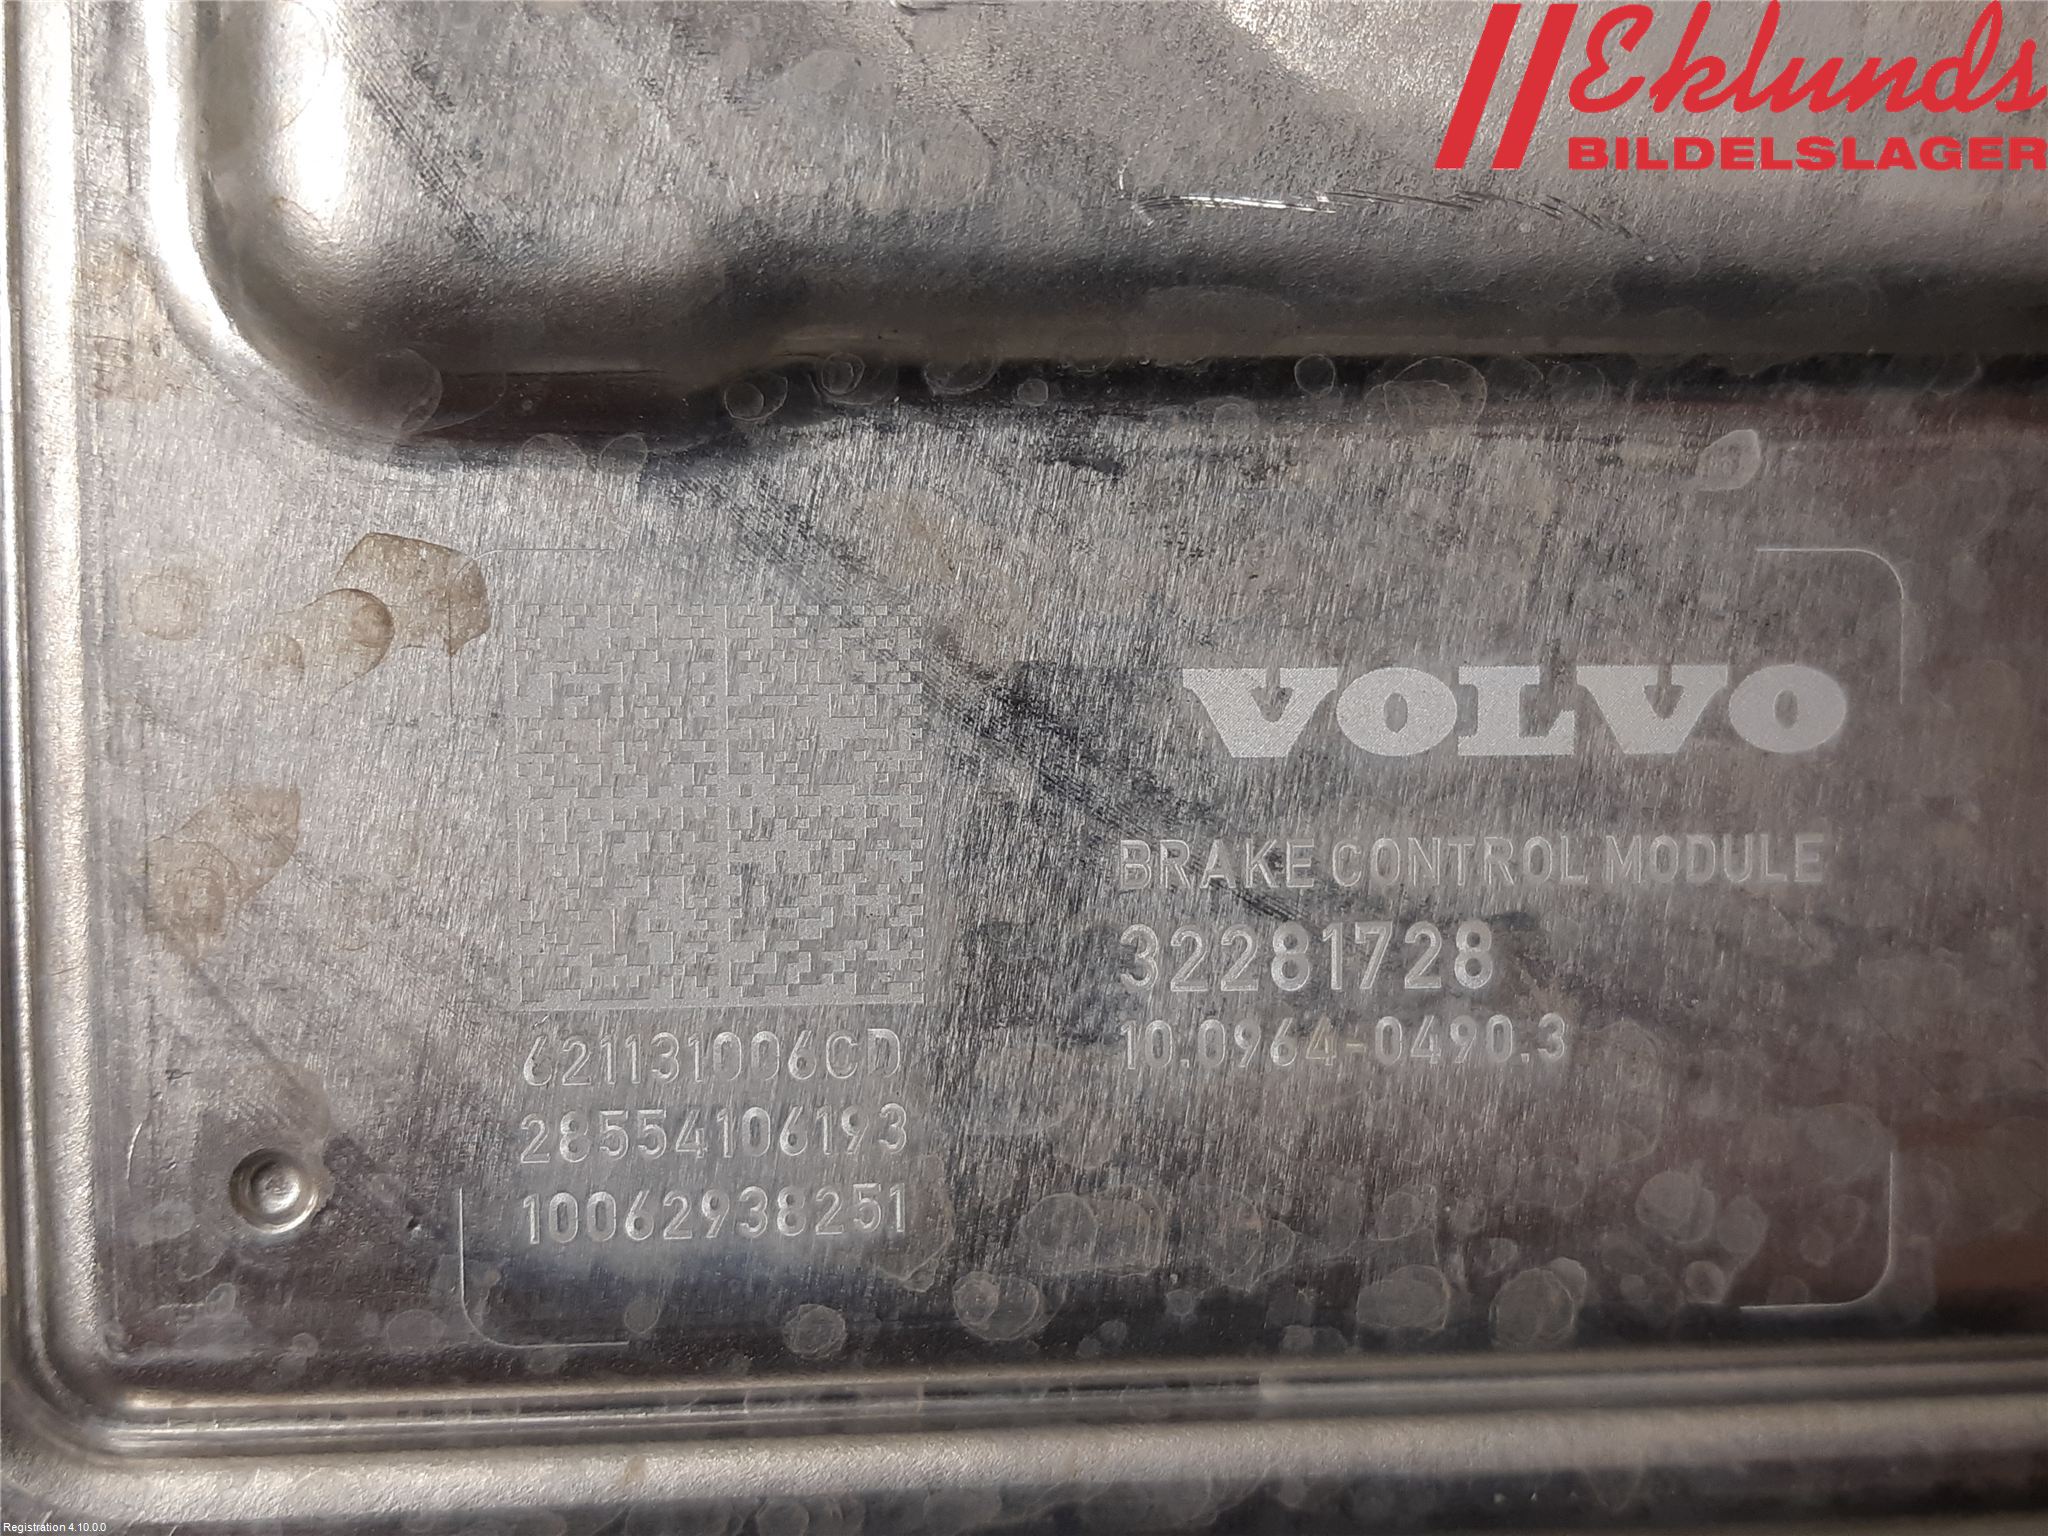 Eklunds
BILDELSLAGER
VOLVO
BRAKE CONTROL MODULE
32281728
10.0964-0490.3
621131006CD
28554106193
10062938251
Registration 4.10.0.0